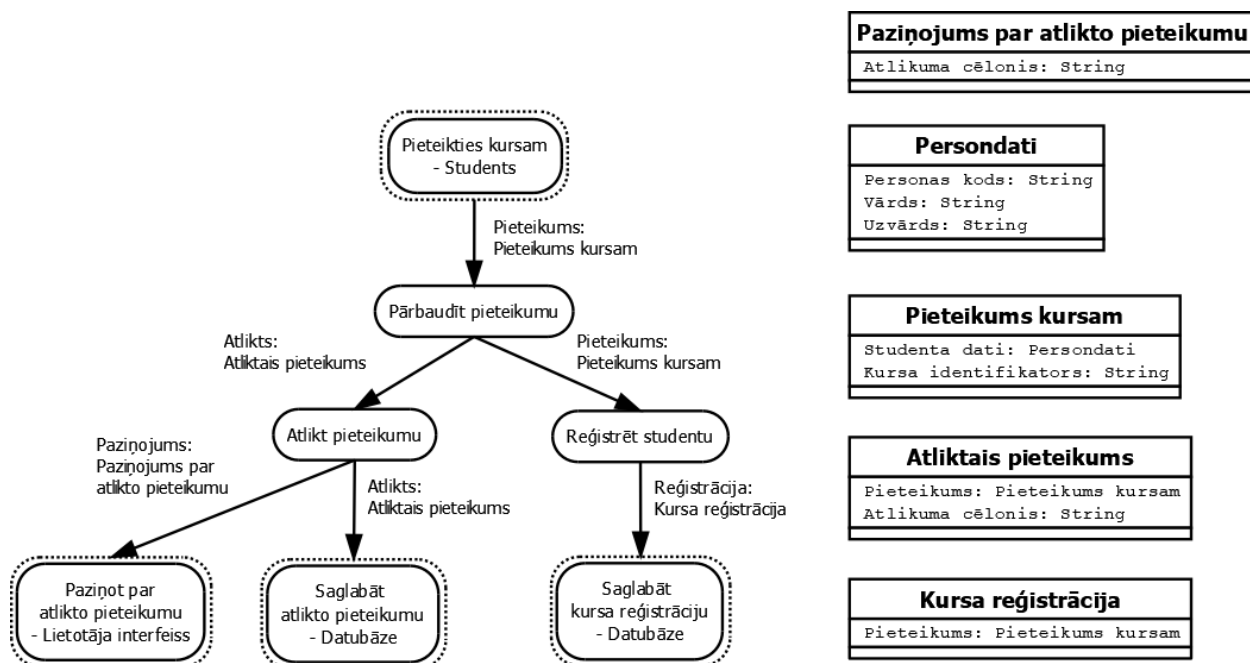 Pieteikties kursam
- Students
Pieteikums:
Pieteikums kursam
Pārbaudīt pieteikumu
Atlikts:
Atliktais pieteikums
Pieteikums:
Pieteikums kursam
Atlikt pieteikumu
Reģistrēt studentu
Paziņojums:
Paziņojums par
atlikto pieteikumu
Atlikts:
Atliktais pieteikums
Reģistrācija:
Kursa reģistrācija
Paziņot par
atlikto pieteikumu
- Lietotāja interfeiss
Saglabāt
atlikto pieteikumu
- Datubāze
Saglabāt
kursa reģistrāciju
- Datubāze
Paziņojums par atlikto pieteikumu
Atlikuma cēlonis: String
Persondati
Personas kods: String
Vārds: String
Uzvārds: String
Pieteikums kursam
Studenta dati: Persondati
Kursa identifikators: String
Atliktais pieteikums
Pieteikums: Pieteikums kursam
Atlikuma cēlonis: String
Kursa reģistrācija
Pieteikums: Pieteikums kursam